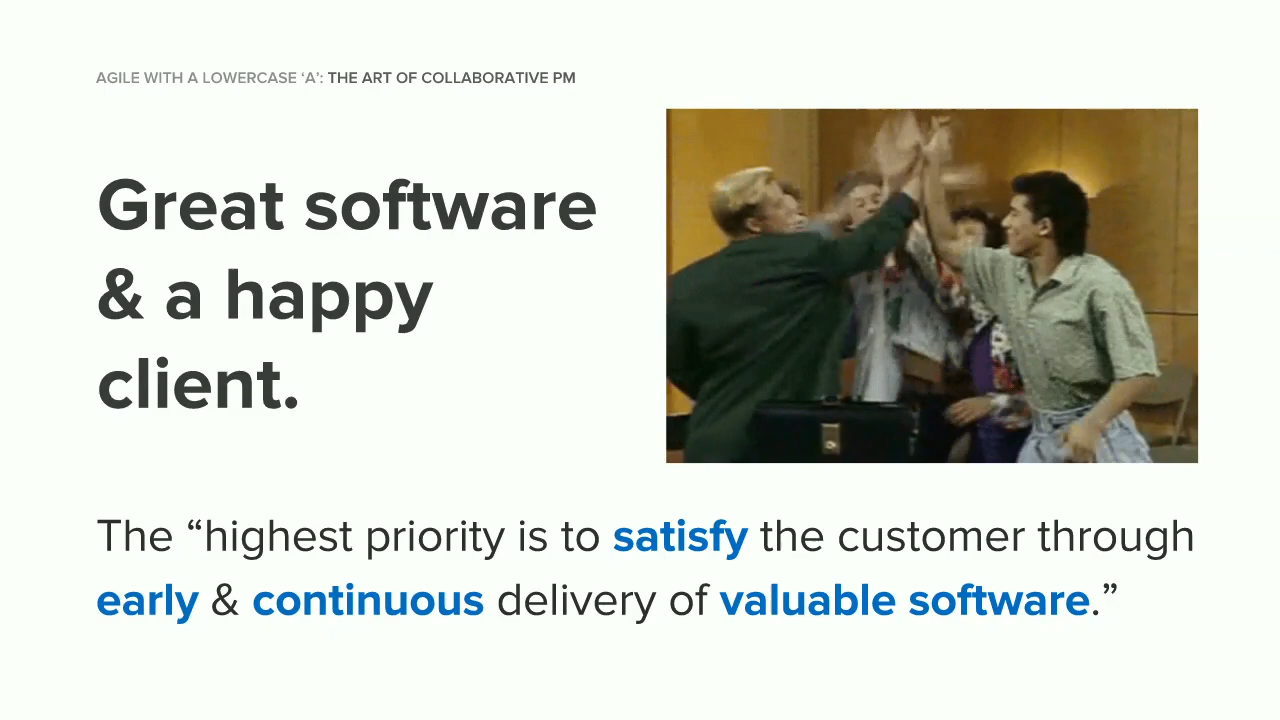 AGILE WITH A LOWERCASE ‘A’: THE ART OF COLLABORATIVE PM
Great software
& a happy
client.
The “highest priority is to satisfy the customer through
early & continuous delivery of valuable software.”